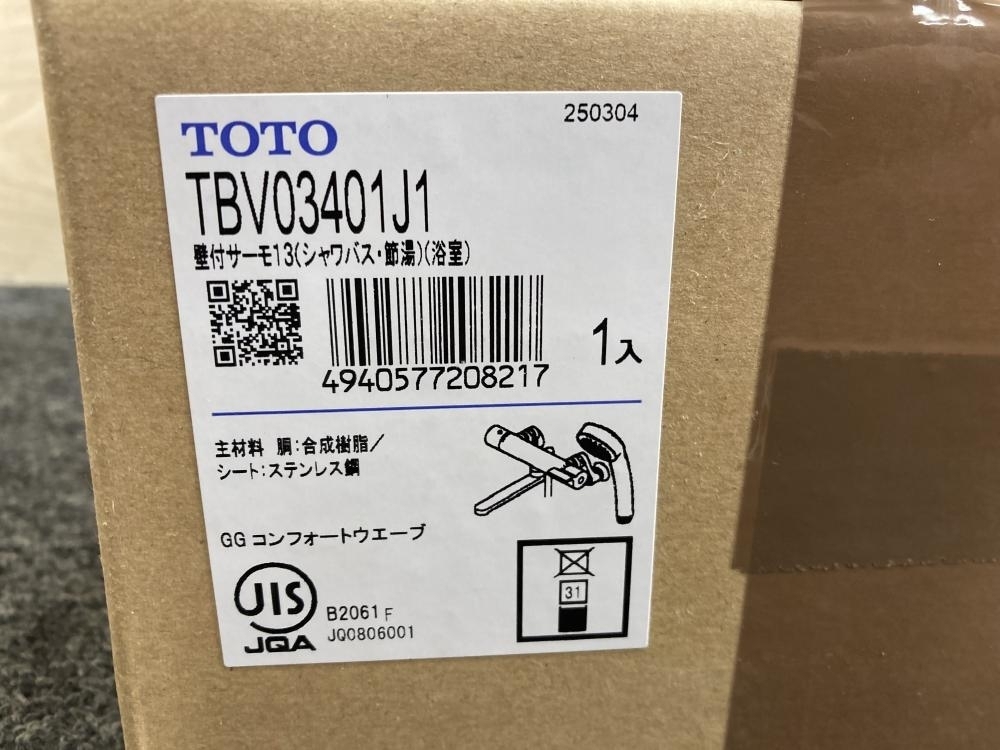 250304
TOTO
TBV03401J1
壁付サーモ13(シャワバス・節湯)(浴室)
4940577208217
1入
主材料 胴:合成樹脂/
シート:ステンレス鋼
GG コンフォートウエーブ
31
JIS
JQA
B2061 F
JQ0806001